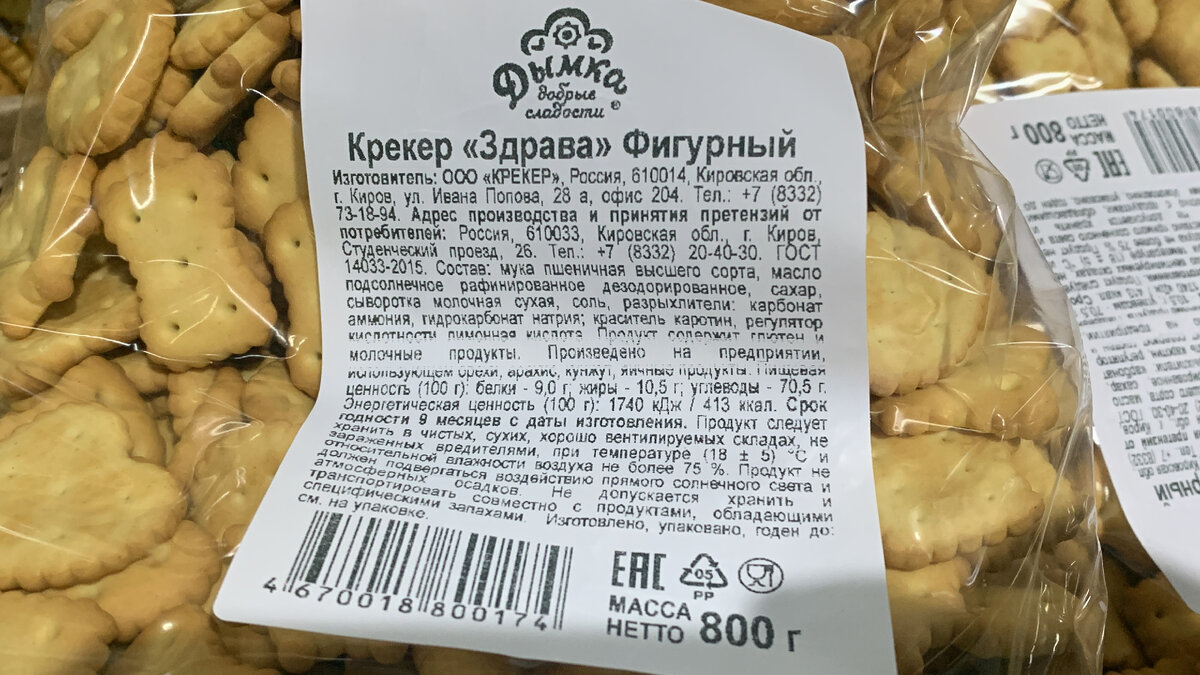 Дымка
добрые
сладости®
Крекер «Здрава» Фигурный
Изготовитель: ООО «КРЕКЕР», Россия, 610014, Кировская обл.,
г. Киров, ул. Ивана Попова, 28 а, офис 204. Тел.: +7 (8332)
73-18-94. Адрес производства и принятия претензий от
потребителей: Россия, 610033, Кировская обл., г. Киров,
Студенческий проезд, 26. Тел.: +7 (8332) 20-40-30. ГОСТ
14033-2015. Состав: мука пшеничная высшего сорта, масло
подсолнечное рафинированное дезодорированное, сахар,
сыворотка молочная сухая, соль, разрыхлители: карбонат
аммония, гидрокарбонат натрия; краситель каротин, регулятор
кислотности лимонная кислота. Продукт содержит глютен и
молочные продукты. Произведено на предприятии,
использующем орехи, арахис, кунжут, яичные продукты. Пищевая
ценность (100 г): белки - 9,0 г; жиры - 10,5 г; углеводы - 70,5 г.
Энергетическая ценность (100 г): 1740 кДж / 413 ккал. Срок
годности 9 месяцев с даты изготовления. Продукт следует
хранить в чистых, сухих, хорошо вентилируемых складах, не
зараженных вредителями, при температуре (18 ± 5) °С и
относительной влажности воздуха не более 75 %. Продукт не
должен подвергаться воздействию прямого солнечного света и
атмосферных осадков. Не допускается хранить и
транспортировать совместно с продуктами, обладающими
специфическими запахами. Изготовлено, упаковано, годен до:
см. на упаковке.
4 670018 800174
EAC
05
PP
МАССА
НЕТТО 800 г
МАССА
НЕТТО 800 г
EAC
PP